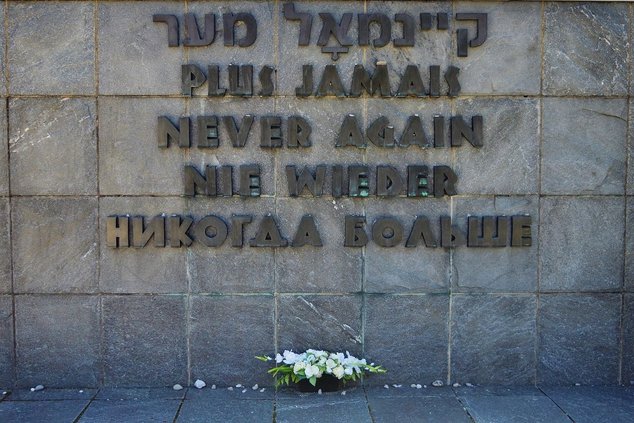 קיינמאָל מער
PLUS JAMAIS
NEVER AGAIN
NIE WIEDER
НИКОГДА БОЛЬШЕ